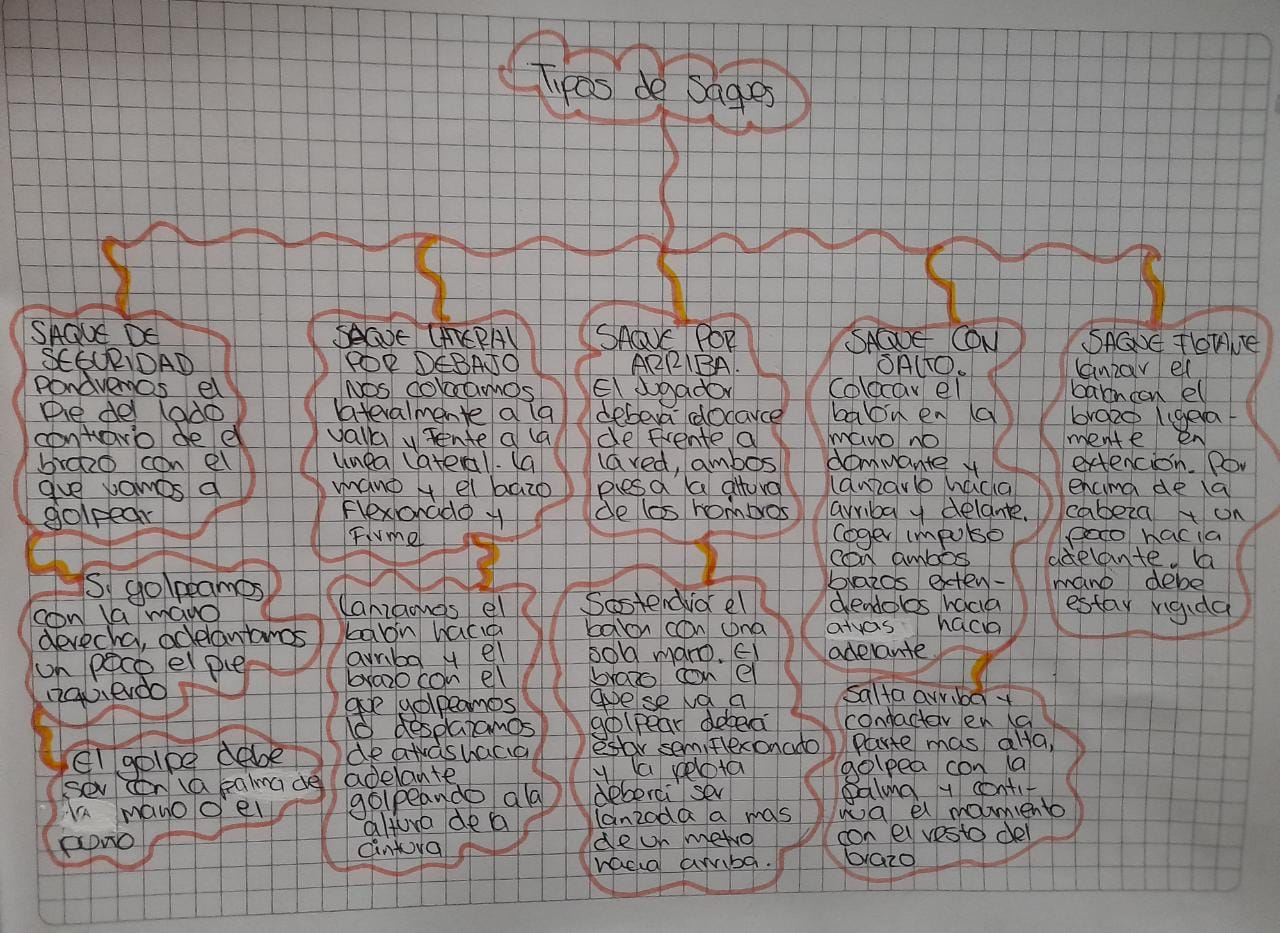 Tipos de Saques
SAQUE DE
SEGURIDAD
Pondremos el
pie del lado
contrario de el
brazo con el
que vamos a
golpear
Si golpeamos
con la mano
derecha, adelantamos
un poco el pie
izquierdo
El golpe debe
ser con la palma de
la mano o el
puño
SAQUE LATERAL
POR DEBAJO
Nos colocamos
lateralmente a la
valla y Fente a la
linea lateral. la
mano y el bazo
Flexionado y
Firme
Lanzamos el
balón hacia
arriba y el
brazo con el
que golpeamos
lo desplazamos
de atras hacia
adelante
golpeando ala
altura de a
cintura
SAQUE POR
ARRIBA.
El Jugador
deberá colocarce
de frente a
la red, ambos
pies a la altura
de los hombros
Sostendrá el
balon con una
sola mano. El
brazo con el
que se va a
golpear deberá
estar semiflexionado
y la pelota
deberá ser
lanzada a mas
de un metro
hacia arriba.
SAQUE CON
SALTO.
Colocar el
balón en la
mano no
dominante y
lanzarlo hacia
arriba y delante.
Coger impulso
con ambos
brazos exten-
diendolos hacia
atras hacia
adelante.
Salta arriba y
contactar en la
parte mas alta,
golpea con la
palma y conti-
nua el movimiento
con el resto del
brazo
SAQUE FLOTANTE
Lanzar el
balon con el
brazo ligera-
mente en
extención. Por
encima de la
cabeza y un
poco hacia
adelante. la
mano debe
estar rigida